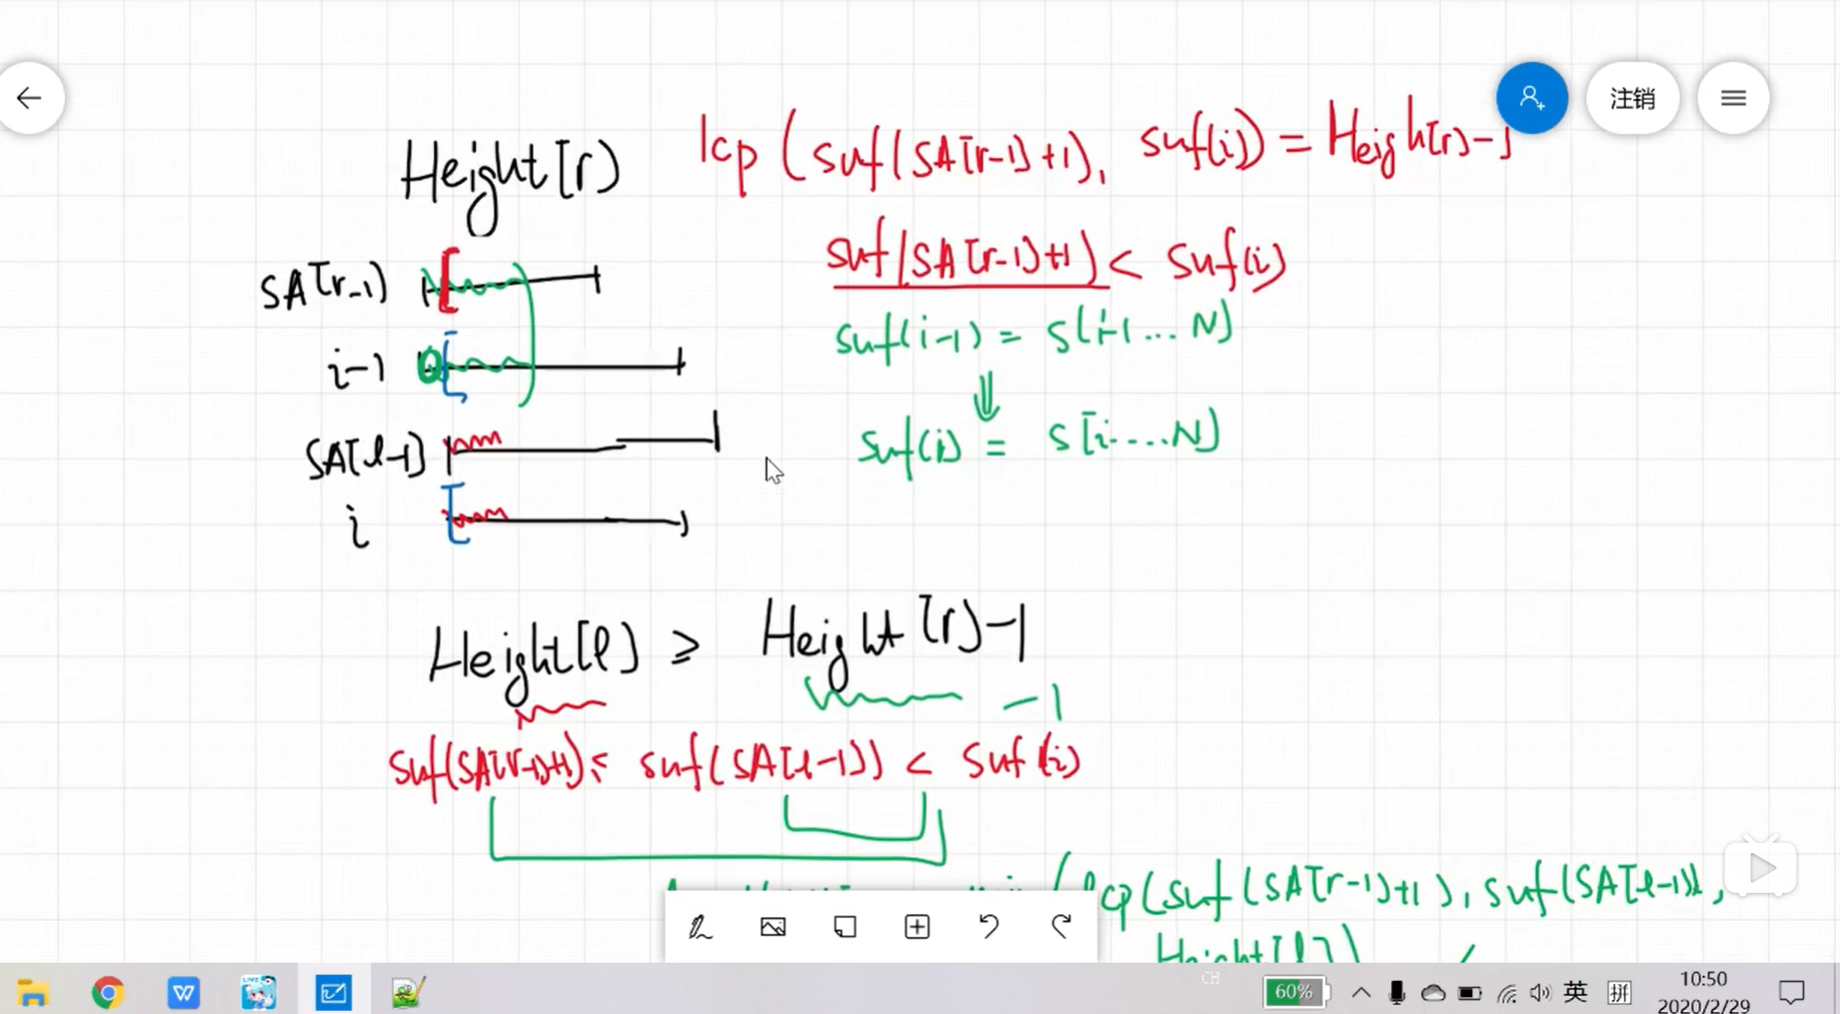 注销
Height[r)
lcp (suf(SA[r-1)+1), suf(i)) = Heigh[r)-1
SA[r-1)
suf(SA[r-1)+1) < suf(i)
i-1
suf(i-1) = S(i-1...N)
SA[l-1)
suf(i) = S[i....N)
i
Height[l) ≥ Height[r)-1
-1
suf(SA[r-1)+1) ≤ suf(SA[l-1)) < suf(i)
lcp(suf(SA[r-1)+1), suf(SA[l-1)),
Height[l))
CH
60%
英
拼
10:50
2020/2/29